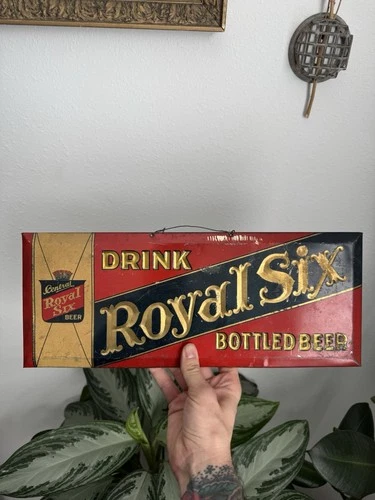 DRINK
Royal Six
BOTTLED BEER
Central
Royal
Six
BEER